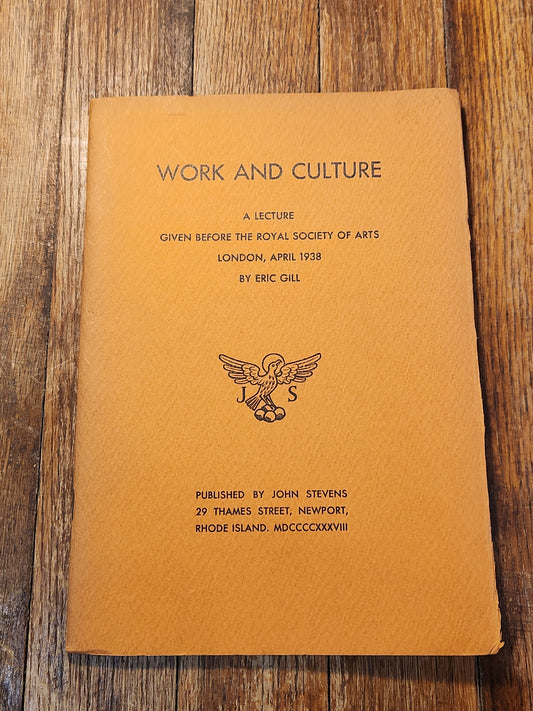 WORK AND CULTURE
A LECTURE
GIVEN BEFORE THE ROYAL SOCIETY OF ARTS
LONDON, APRIL 1938
BY ERIC GILL
J S
PUBLISHED BY JOHN STEVENS
29 THAMES STREET, NEWPORT,
RHODE ISLAND. MDCCCCXXXVIII